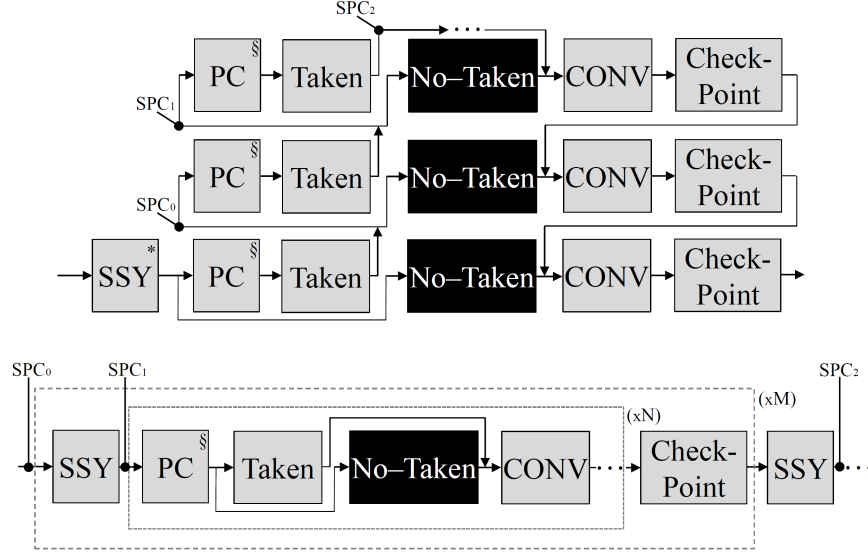 SPC₂
PC§ Taken No–Taken CONV Check-
Point
SPC₁
PC§ Taken No–Taken CONV Check-
Point
SPC₀
SSY* PC§ Taken No–Taken CONV Check-
Point
SPC₀ SPC₁ SPC₂
(xN) (xM)
SSY PC§ Taken No–Taken CONV ··· Check-
Point SSY ···